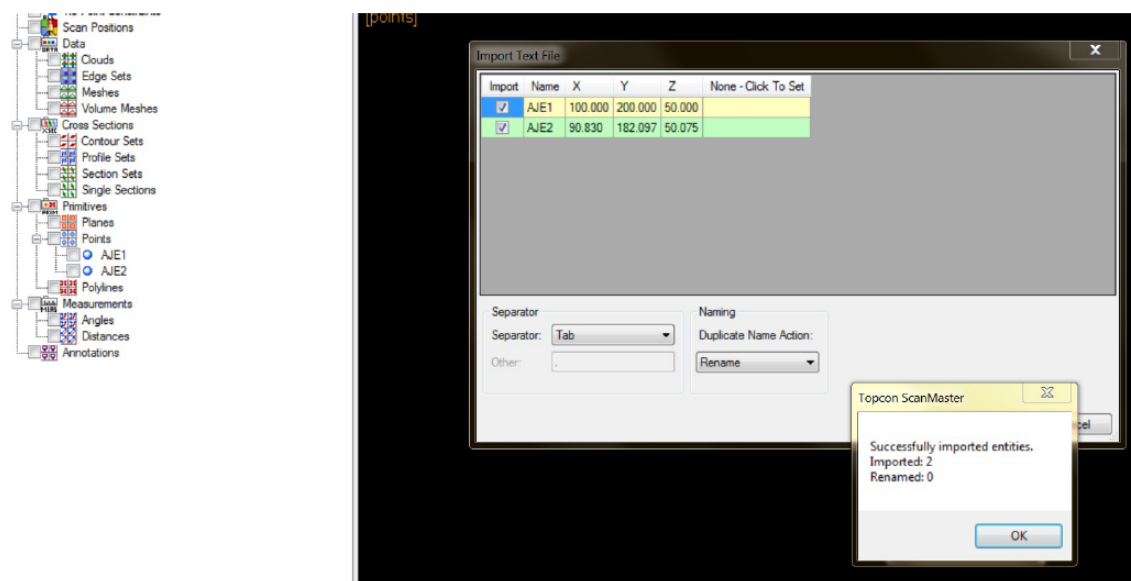 Scan Positions
Data
Clouds
Edge Sets
Meshes
Volume Meshes
Cross Sections
Contour Sets
Profile Sets
Section Sets
Single Sections
Primitives
Planes
Points
AJE1
AJE2
Polylines
Measurements
Angles
Distances
Annotations
[points]
Import Text File
Import Name X Y Z None - Click To Set
AJE1 100.000 200.000 50.000
AJE2 90.830 182.097 50.075
Separator
Separator: Tab
Other: .
Naming
Duplicate Name Action:
Rename
Topcon ScanMaster
Successfully imported entities.
Imported: 2
Renamed: 0
OK